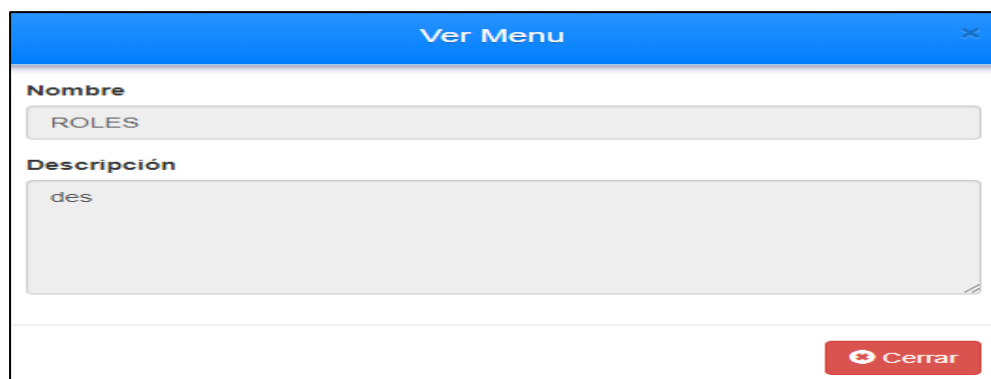 Ver Menu
Nombre
ROLES
Descripción
des
Cerrar